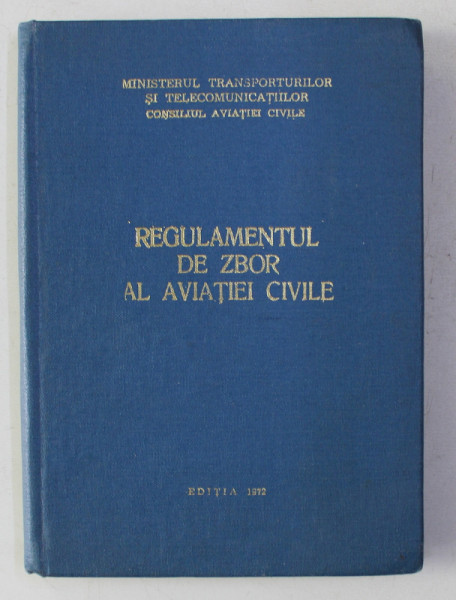 MINISTERUL TRANSPORTURILOR
ȘI TELECOMUNICAȚIILOR
CONSILIUL AVIAȚIEI CIVILE
REGULAMENTUL
DE ZBOR
AL AVIAȚIEI CIVILE
EDIȚIA 1972